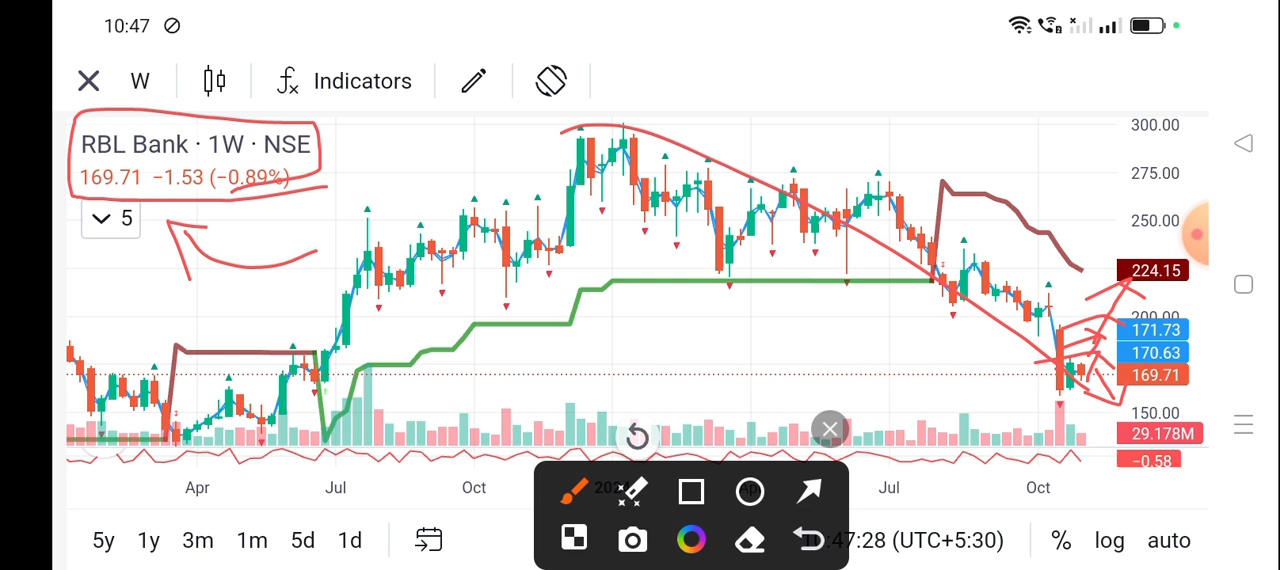 10:47
W
Indicators
RBL Bank · 1W · NSE
169.71 −1.53 (−0.89%)
5
300.00
275.00
250.00
224.15
200.00
171.73
170.63
169.71
150.00
29.178M
−0.58
Apr Jul Oct 2024 Ap Jul Oct
5y 1y 3m 1m 5d 1d :47:28 (UTC+5:30) % log auto